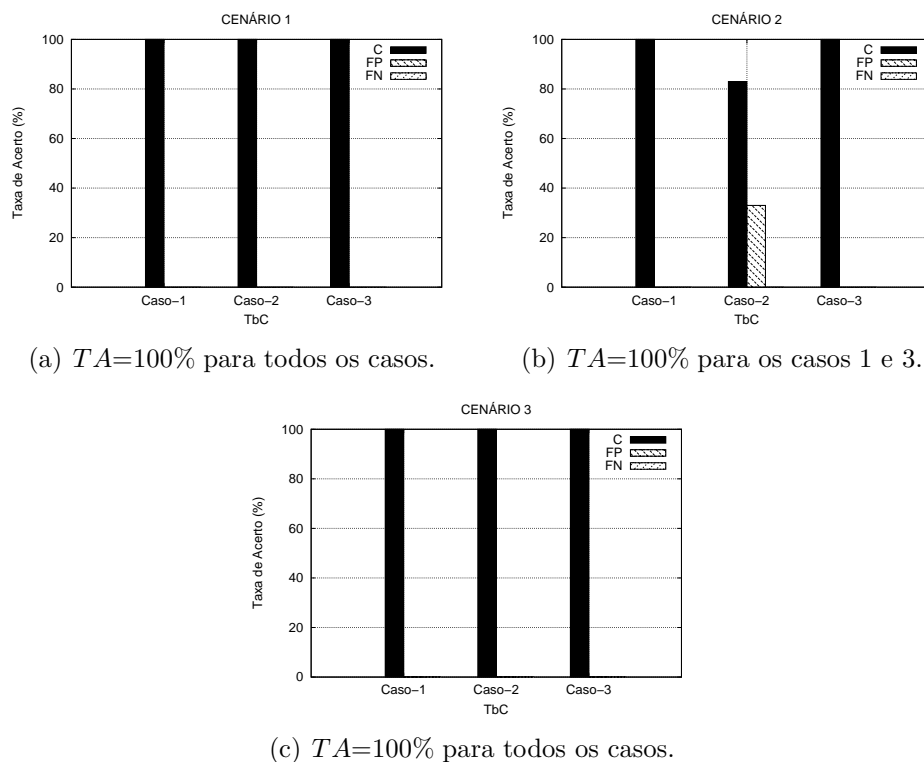 CENÁRIO 1
100
80
60
40
20
0
Taxa de Acerto (%)
C
FP
FN
Caso−1 Caso−2 Caso−3
TbC
(a) TA=100% para todos os casos.
CENÁRIO 2
100
80
60
40
20
0
Taxa de Acerto (%)
C
FP
FN
Caso−1 Caso−2 Caso−3
TbC
(b) TA=100% para os casos 1 e 3.
CENÁRIO 3
100
80
60
40
20
0
Taxa de Acerto (%)
C
FP
FN
Caso−1 Caso−2 Caso−3
TbC
(c) TA=100% para todos os casos.